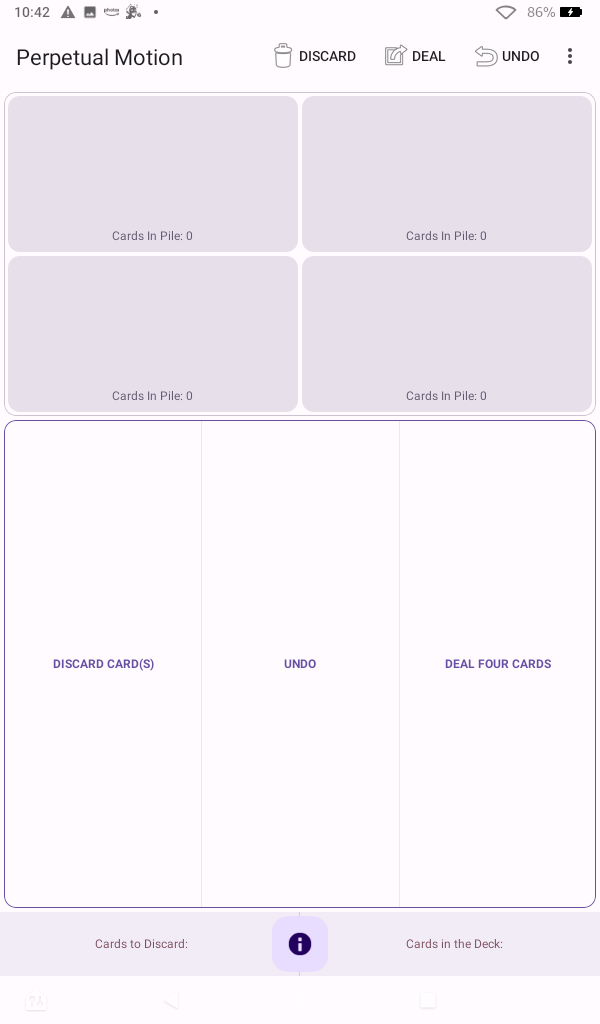 10:42
photos
86%
Perpetual Motion
DISCARD
DEAL
UNDO
Cards In Pile: 0
Cards In Pile: 0
Cards In Pile: 0
Cards In Pile: 0
DISCARD CARD(S)
UNDO
DEAL FOUR CARDS
Cards to Discard:
Cards in the Deck: